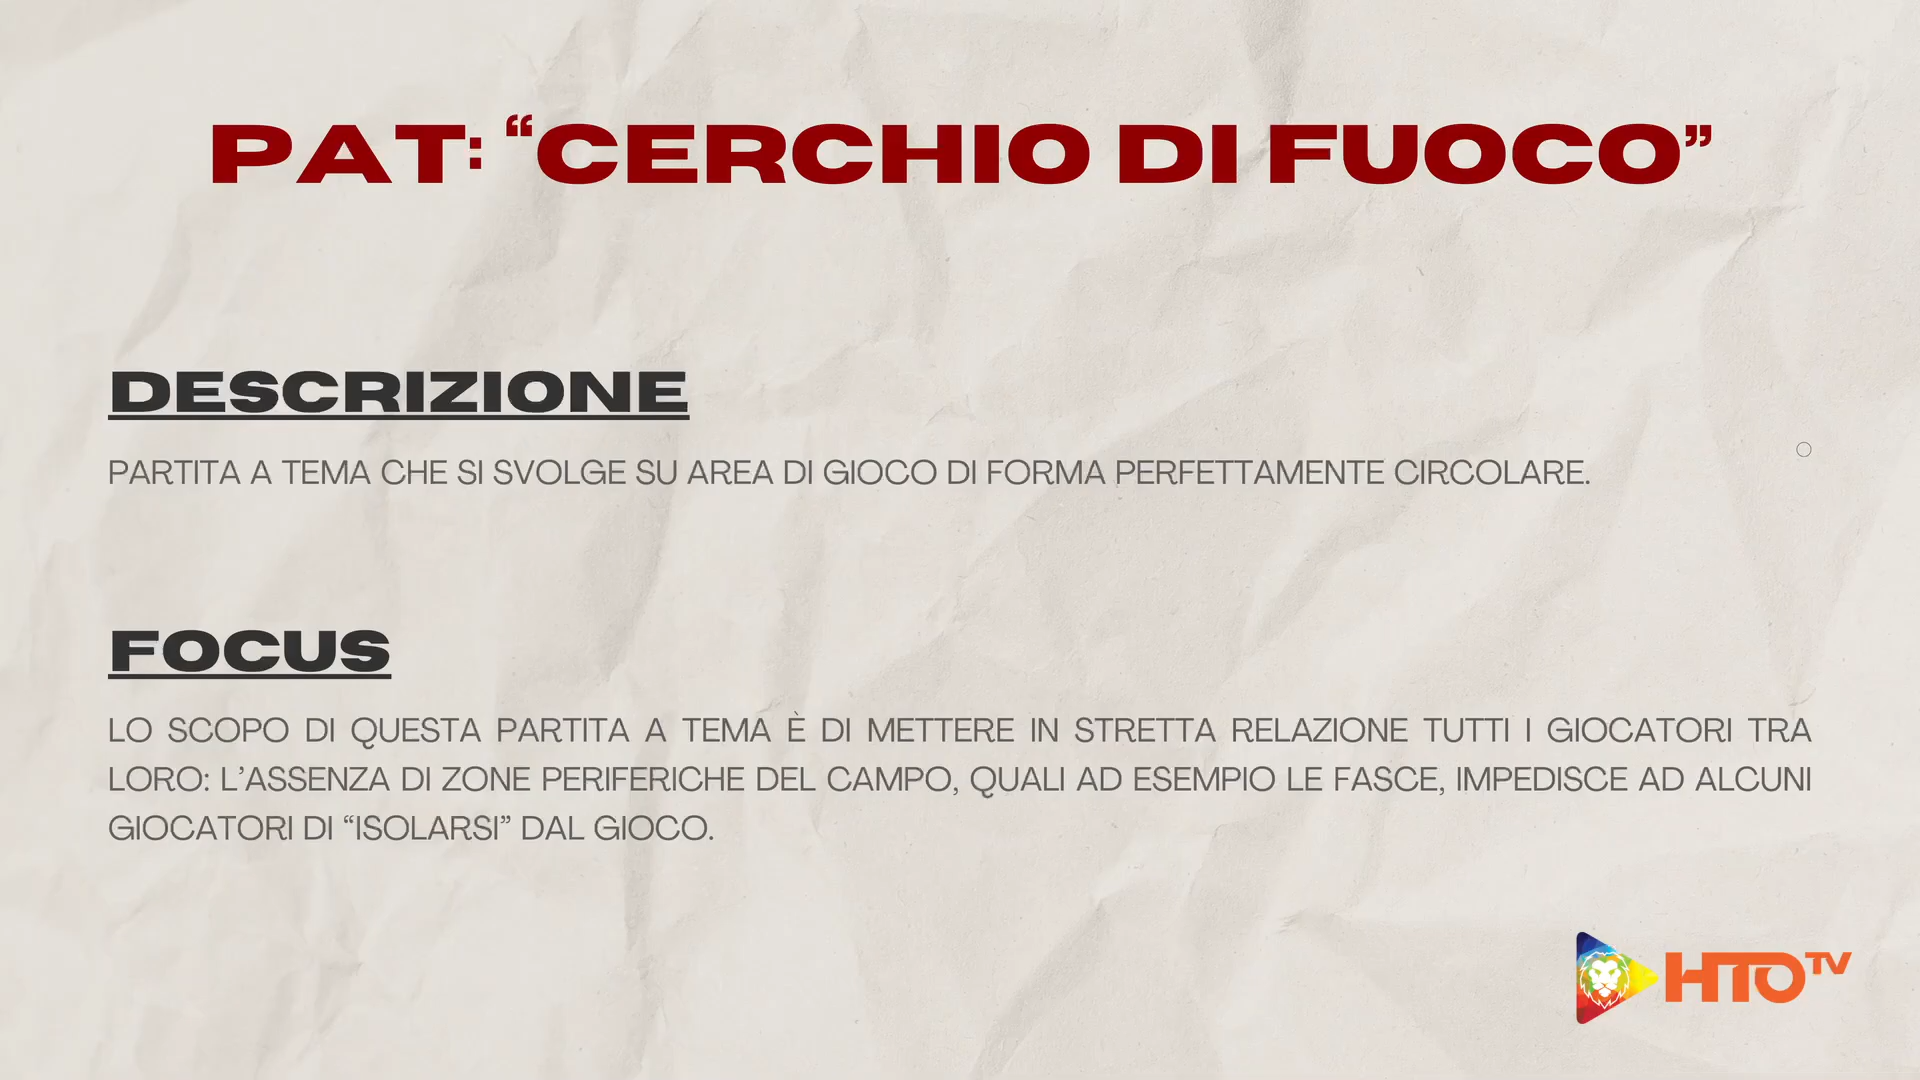 PAT: “CERCHIO DI FUOCO”
DESCRIZIONE
PARTITA A TEMA CHE SI SVOLGE SU AREA DI GIOCO DI FORMA PERFETTAMENTE CIRCOLARE.
FOCUS
LO SCOPO DI QUESTA PARTITA A TEMA È DI METTERE IN STRETTA RELAZIONE TUTTI I GIOCATORI TRA
LORO: L’ASSENZA DI ZONE PERIFERICHE DEL CAMPO, QUALI AD ESEMPIO LE FASCE, IMPEDISCE AD ALCUNI
GIOCATORI DI “ISOLARSI” DAL GIOCO.
HTO TV